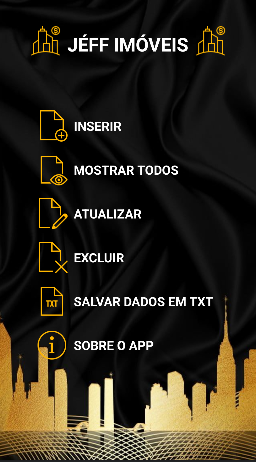 JÉFF IMÓVEIS
INSERIR
MOSTRAR TODOS
ATUALIZAR
EXCLUIR
TXT SALVAR DADOS EM TXT
SOBRE O APP